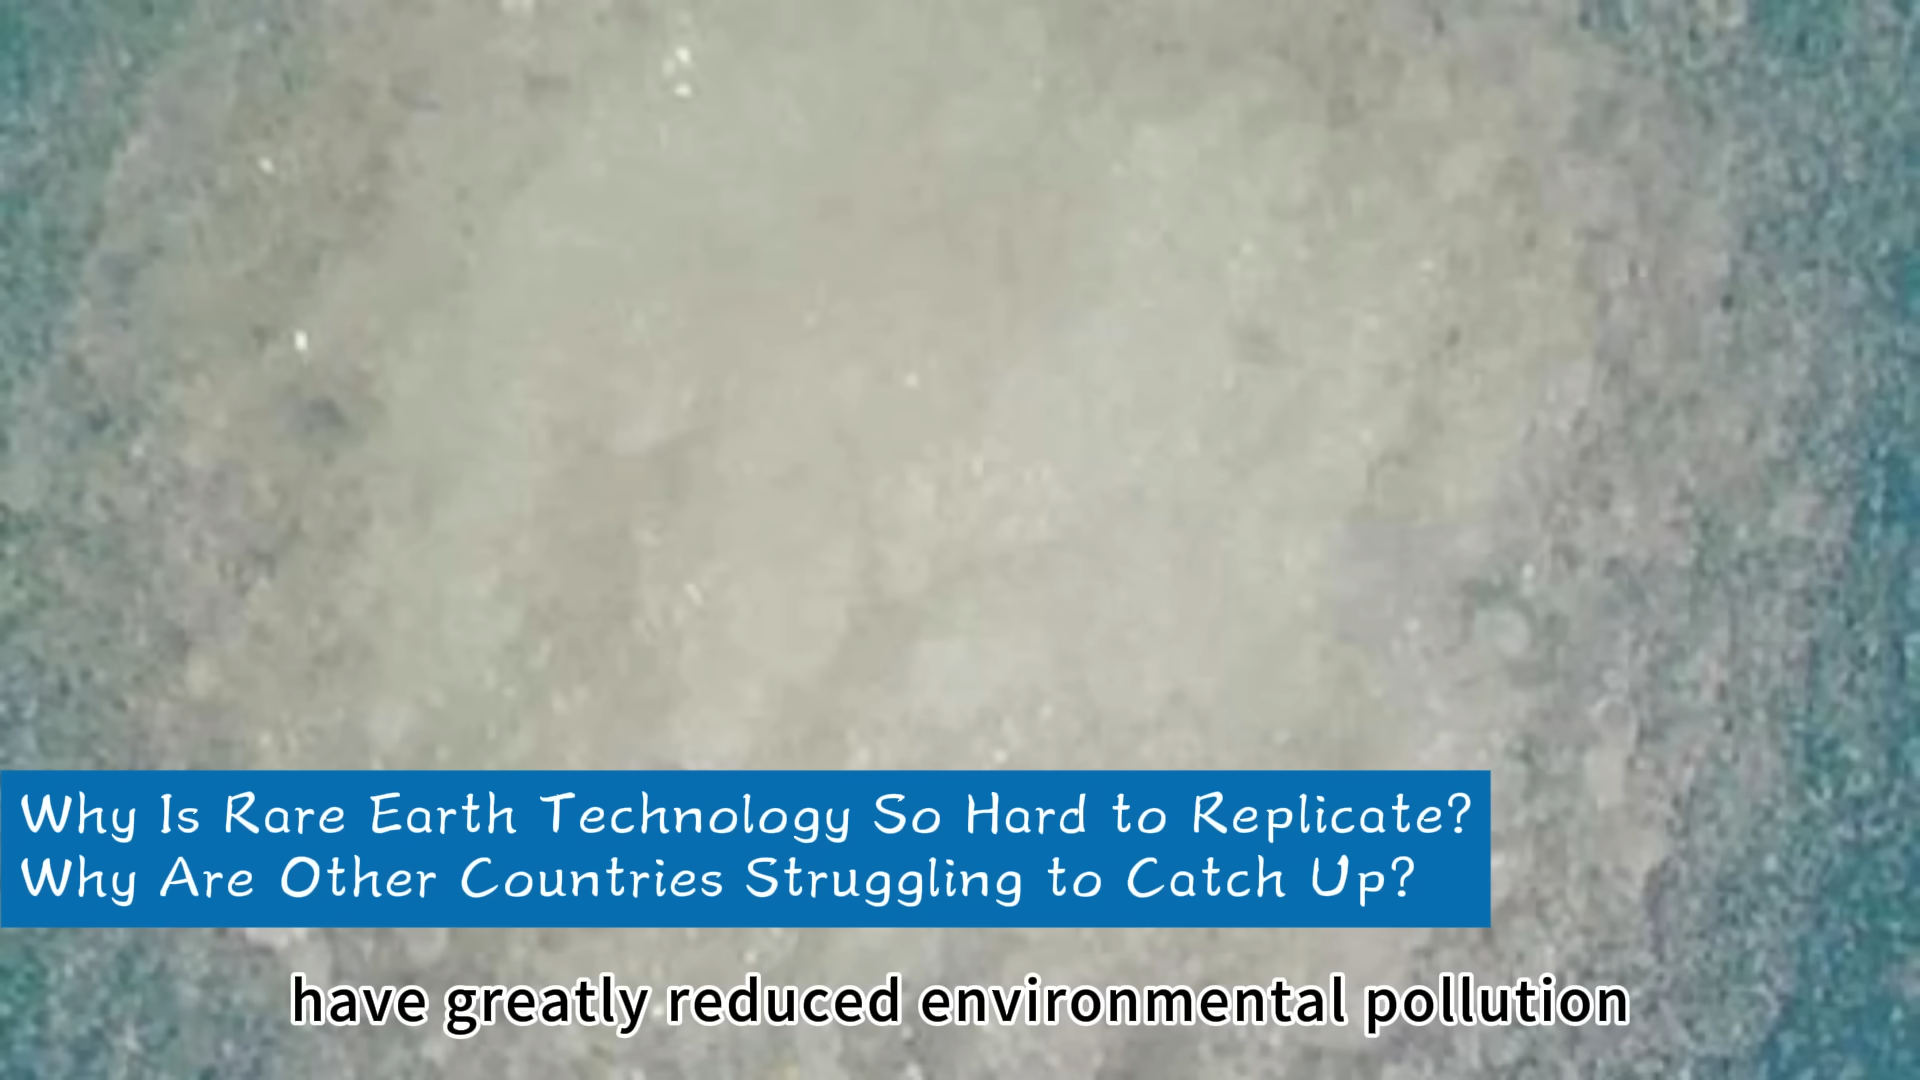 Why Is Rare Earth Technology So Hard to Replicate?
Why Are Other Countries Struggling to Catch Up?
have greatly reduced environmental pollution